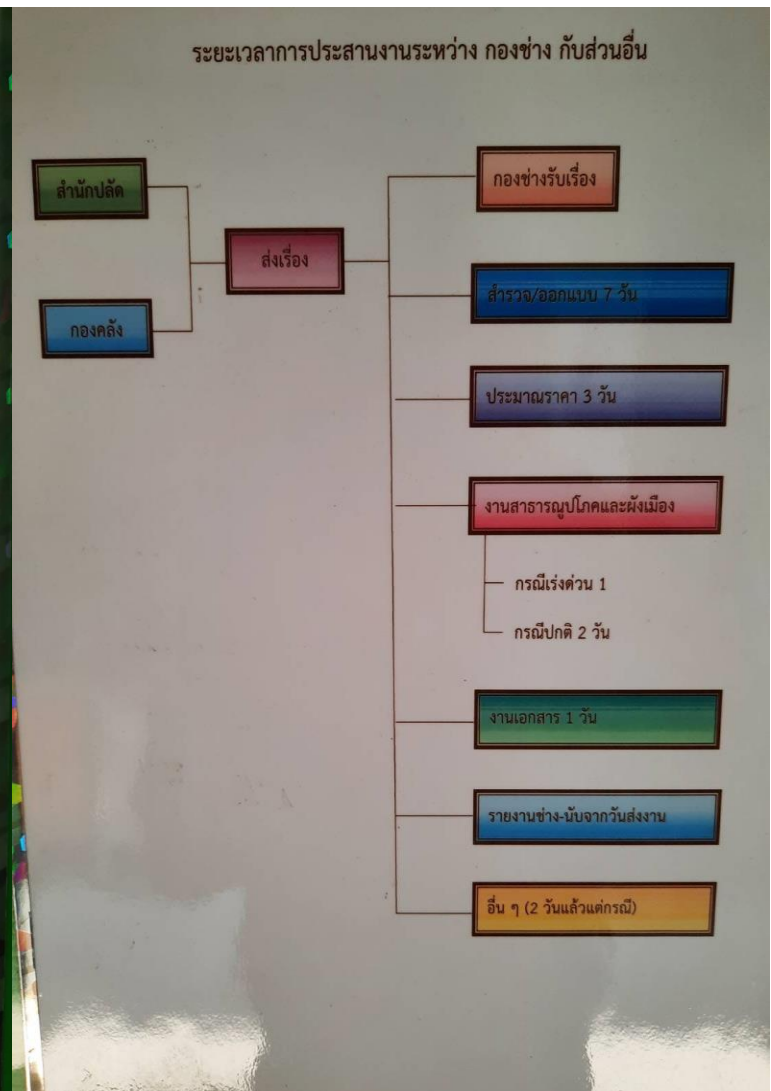 ระยะเวลาการประสานงานระหว่าง กองช่าง กับส่วนอื่น
สำนักปลัด
กองคลัง
ส่งเรื่อง
กองช่างรับเรื่อง
สำรวจ/ออกแบบ 7 วัน
ประมาณราคา 3 วัน
งานสาธารณูปโภคและผังเมือง
กรณีเร่งด่วน 1
กรณีปกติ 2 วัน
งานเอกสาร 1 วัน
รายงานช่าง-นับจากวันส่งงาน
อื่น ๆ (2 วันแล้วแต่กรณี)